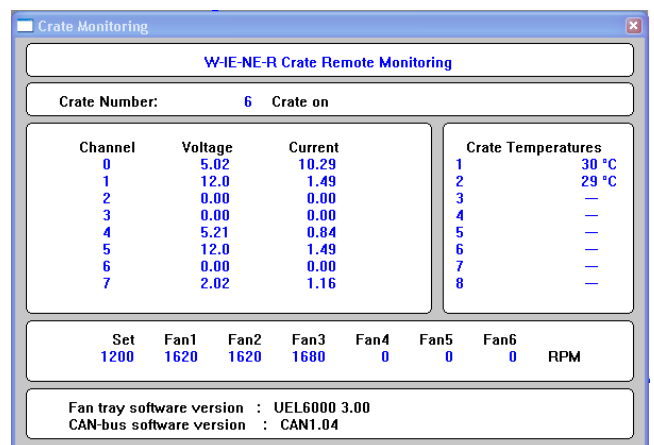 Crate Monitoring
W-IE-NE-R Crate Remote Monitoring
Crate Number: 6 Crate on
Channel Voltage Current
0 5.02 10.29
1 12.0 1.49
2 0.00 0.00
3 0.00 0.00
4 5.21 0.84
5 12.0 1.49
6 0.00 0.00
7 2.02 1.16
Crate Temperatures
1 30 °C
2 29 °C
3 —
4 —
5 —
6 —
7 —
8 —
Set Fan1 Fan2 Fan3 Fan4 Fan5 Fan6
1200 1620 1620 1680 0 0 0 RPM
Fan tray software version : UEL6000 3.00
CAN-bus software version : CAN1.04